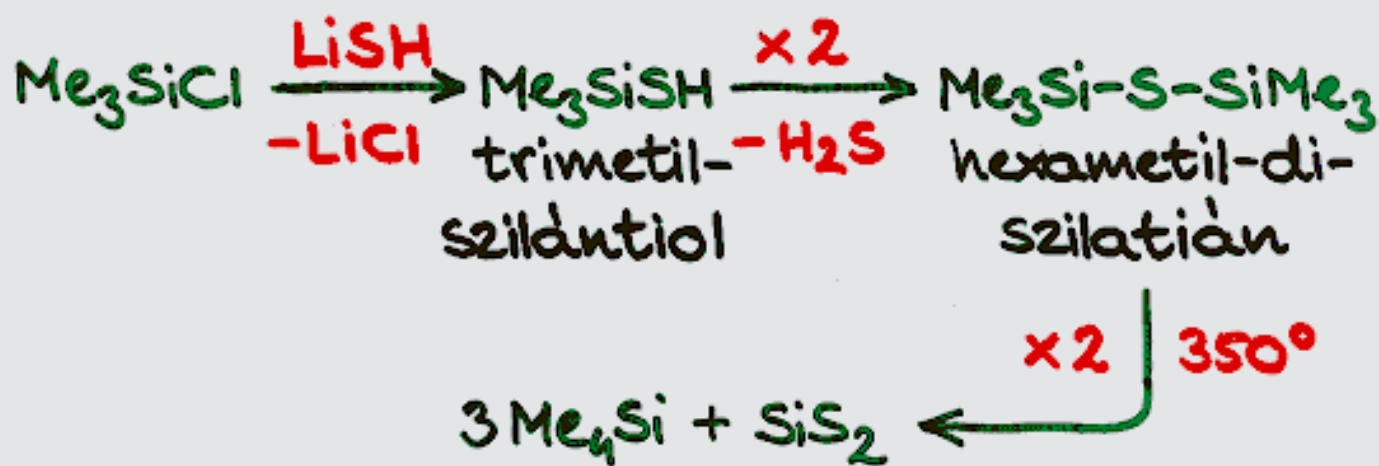 LiSH ×2
Me₃SiCl → Me₃SiSH → Me₃Si-S-SiMe₃
-LiCl trimetil- -H₂S hexametil-di-
szilántiol szilatián
×2 350°
3Me₄Si + SiS₂ ←